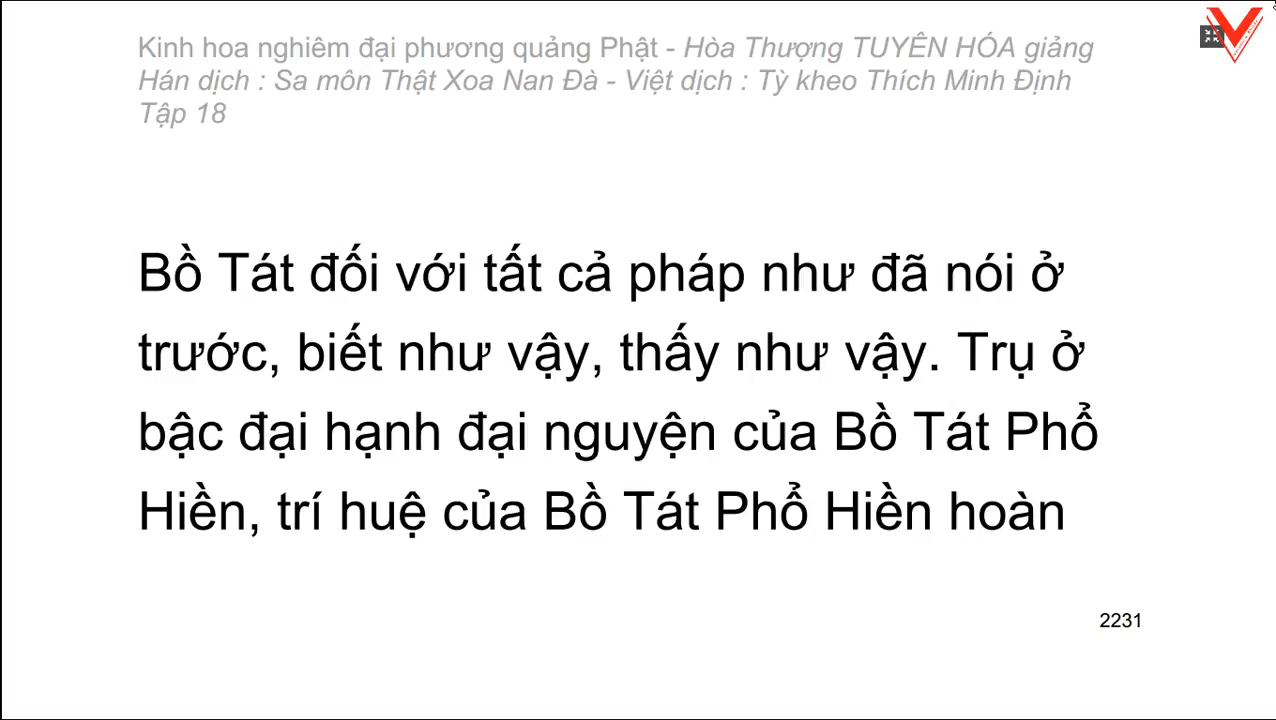 Kinh hoa nghiêm đại phương quảng Phật - Hòa Thượng TUYÊN HÓA giảng
Hán dịch : Sa môn Thật Xoa Nan Đà - Việt dịch : Tỳ kheo Thích Minh Định
Tập 18
Bồ Tát đối với tất cả pháp như đã nói ở
trước, biết như vậy, thấy như vậy. Trụ ở
bậc đại hạnh đại nguyện của Bồ Tát Phổ
Hiền, trí huệ của Bồ Tát Phổ Hiền hoàn
2231